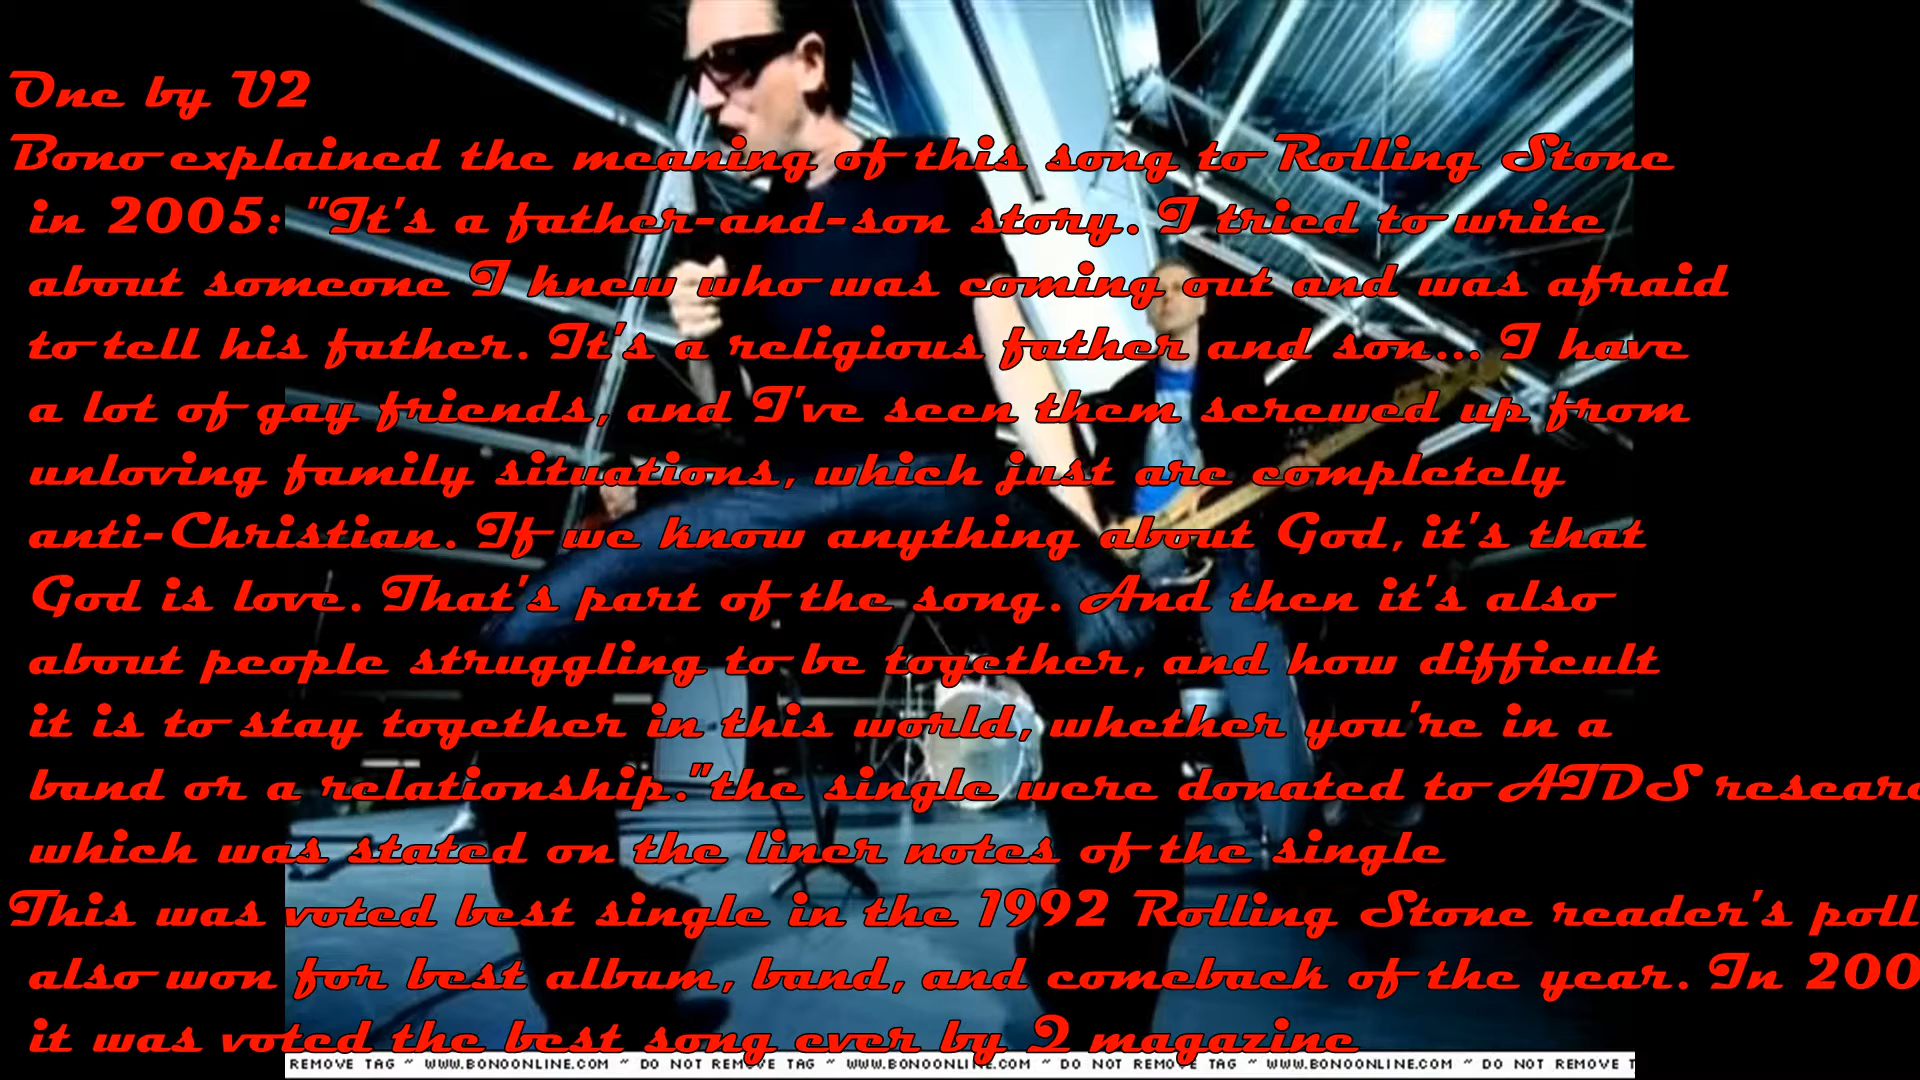 One by U2
Bono explained the meaning of this song to Rolling Stone
in 2005: "It's a father-and-son story. I tried to write
about someone I knew who was coming out and was afraid
to tell his father. It's a religious father and son... I have
a lot of gay friends, and I've seen them screwed up from
unloving family situations, which just are completely
anti-Christian. If we know anything about God, it's that
God is love. That's part of the song. And then it's also
about people struggling to be together, and how difficult
it is to stay together in this world, whether you're in a
band or a relationship."the single were donated to AIDS researc
which was stated on the liner notes of the single
This was voted best single in the 1992 Rolling Stone reader's poll
also won for best album, band, and comeback of the year. In 200
it was voted the best song ever by Q magazine
REMOVE TAG ~ WWW.BONOONLINE.COM ~ DO NOT REMOVE TAG ~ WWW.BONOONLINE.COM ~ DO NOT REMOVE TAG ~ WWW.BONOONLINE.COM ~ DO NOT REMOVE T